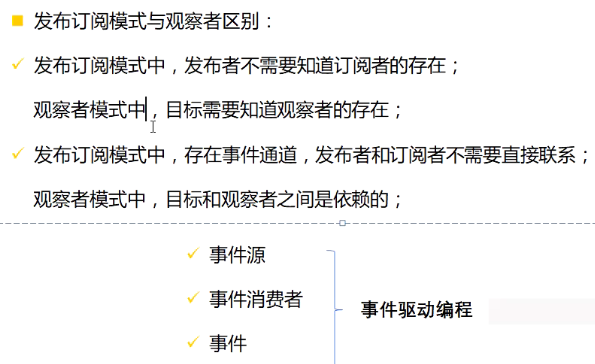 发布订阅模式与观察者区别：
发布订阅模式中，发布者不需要知道订阅者的存在；
观察者模式中，目标需要知道观察者的存在；
发布订阅模式中，存在事件通道，发布者和订阅者不需要直接联系；
观察者模式中，目标和观察者之间是依赖的；
事件源
事件消费者
事件驱动编程
事件